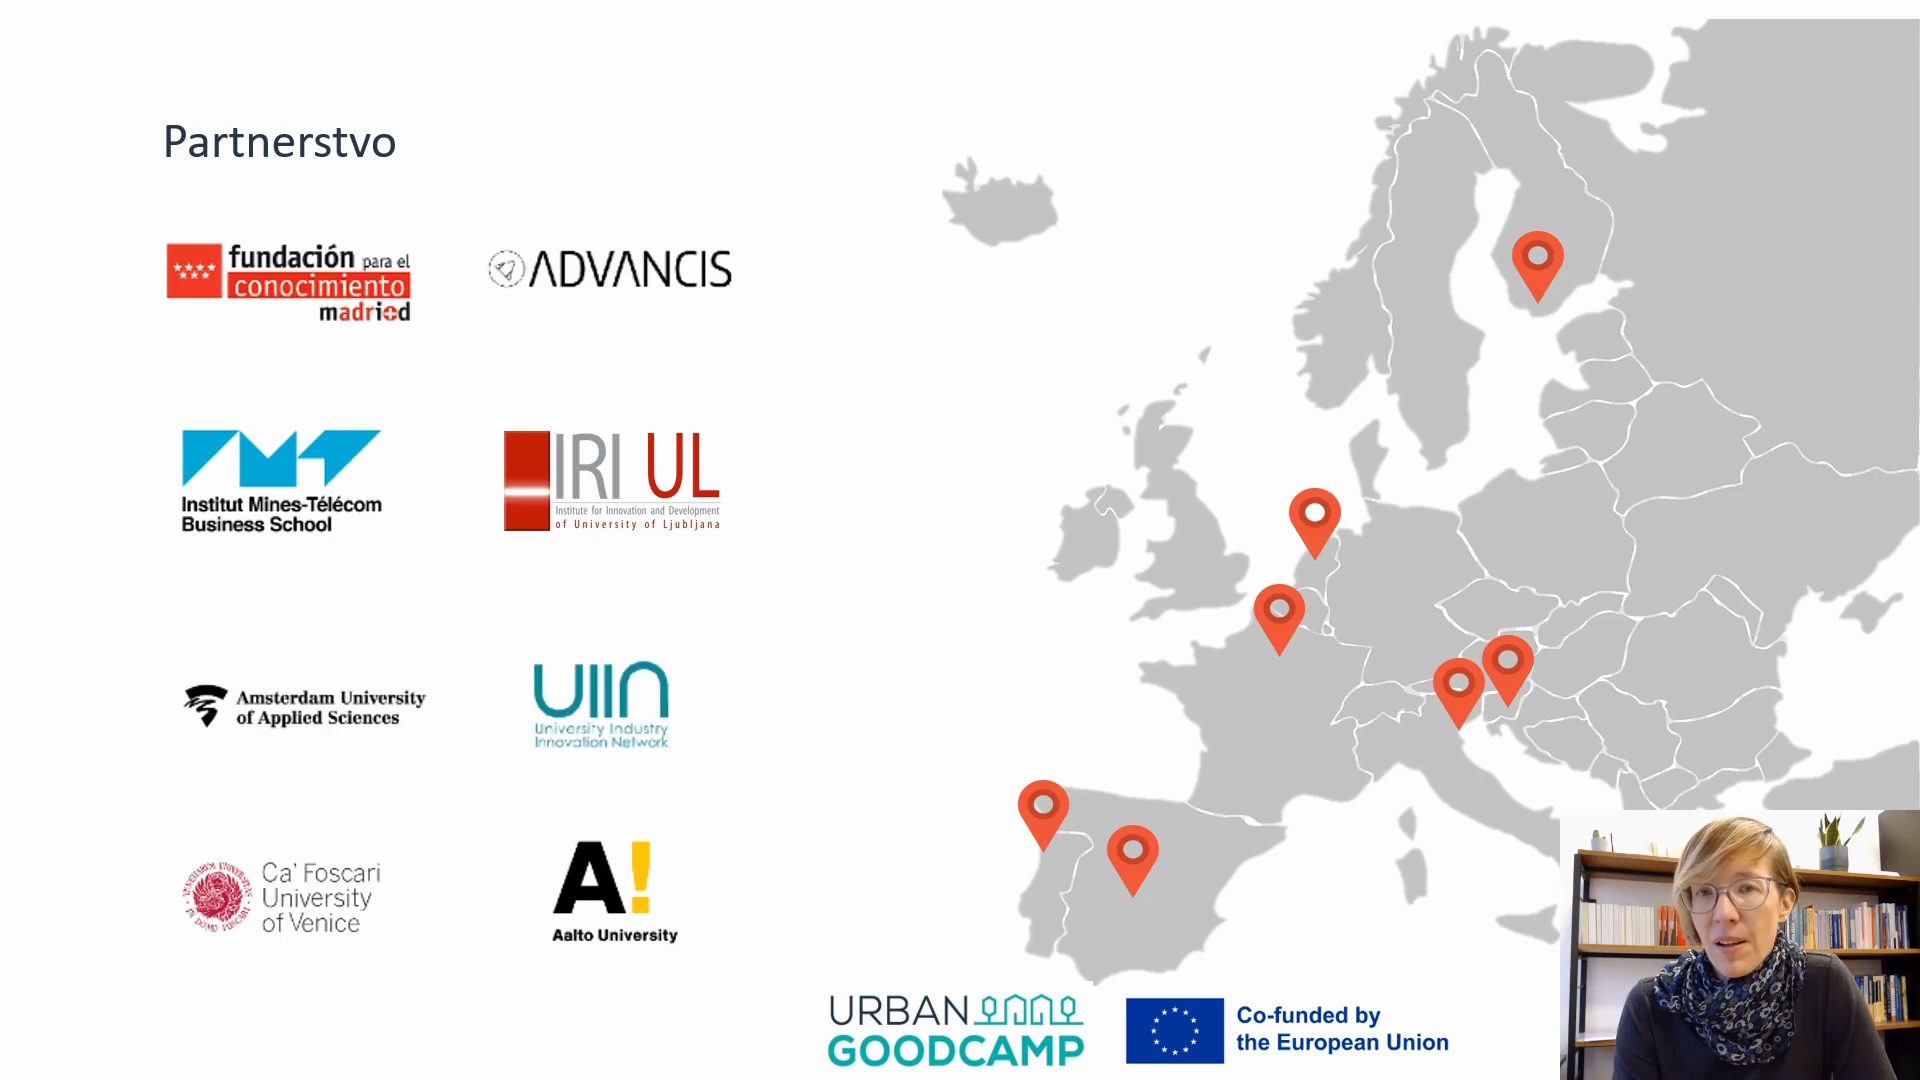 Partnerstvo
fundación para el
conocimiento
madri+d
ADVANCIS
Institut Mines-Télécom
Business School
IRI UL
Institute for Innovation and Development
of University of Ljubljana
Amsterdam University
of Applied Sciences
UIIN
University Industry
Innovation Network
Ca' Foscari
University
of Venice
A!
Aalto University
URBAN
GOODCAMP
Co-funded by
the European Union